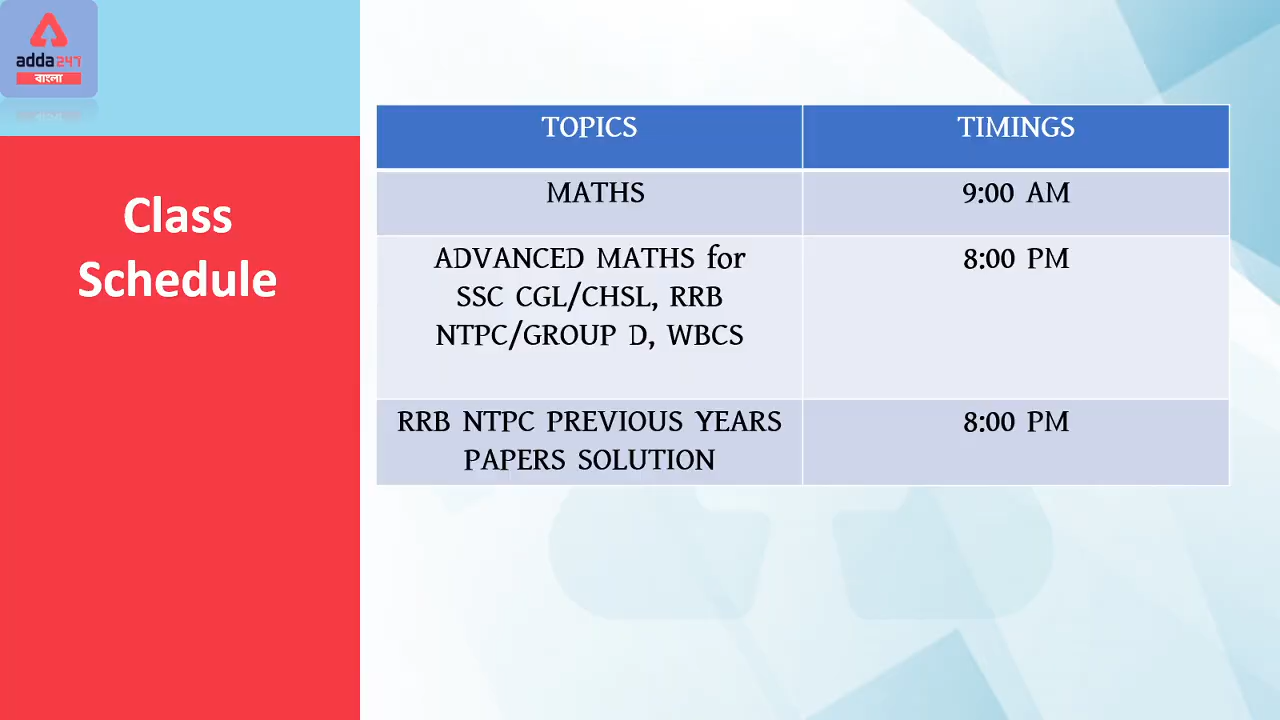 adda247
বাংলা
Class
Schedule
TOPICS TIMINGS
MATHS 9:00 AM
ADVANCED MATHS for 8:00 PM
SSC CGL/CHSL, RRB
NTPC/GROUP D, WBCS
RRB NTPC PREVIOUS YEARS 8:00 PM
PAPERS SOLUTION